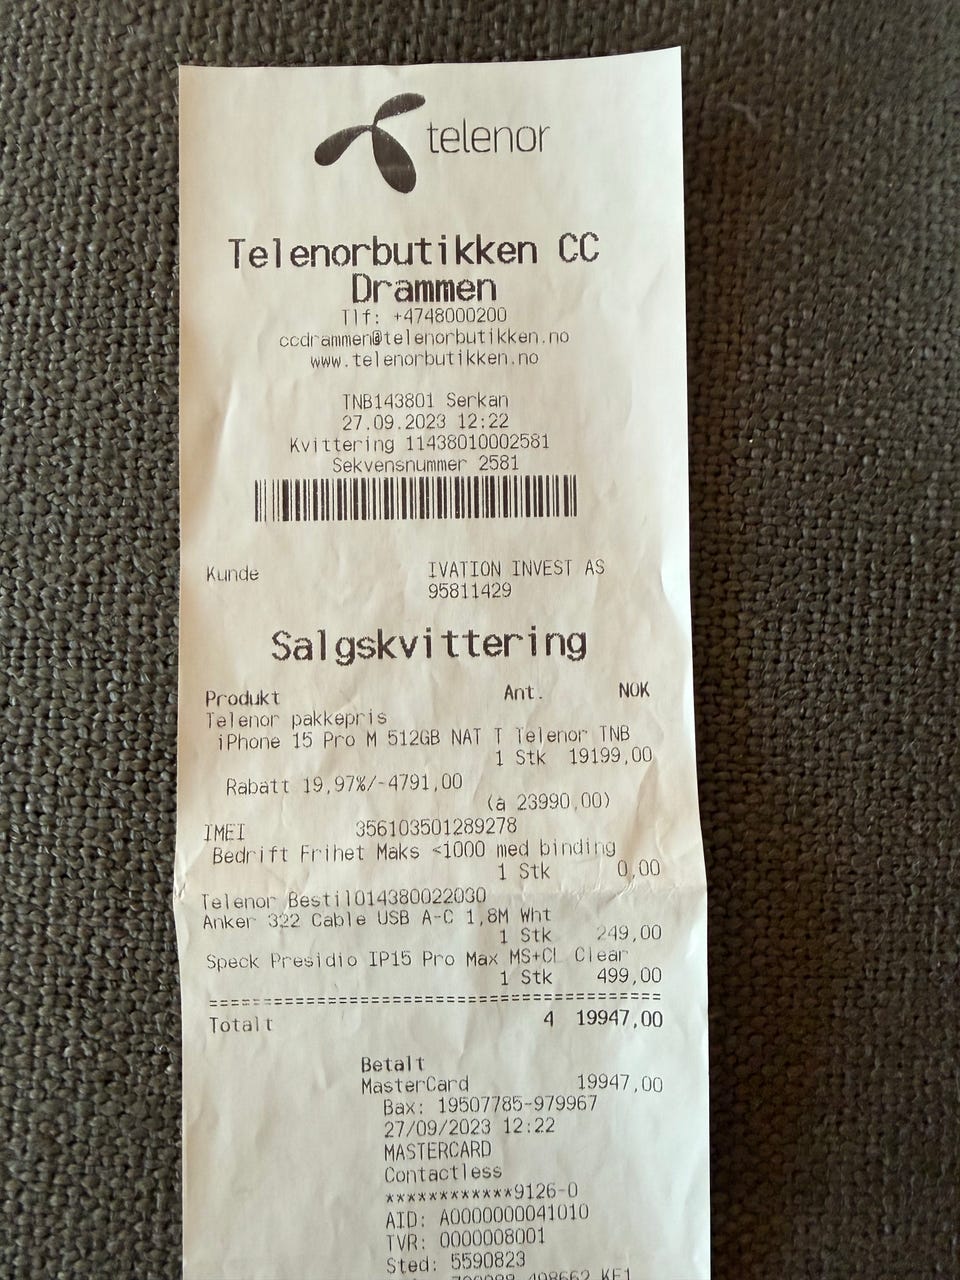 telenor
Telenorbutikken CC
Drammen
Tlf: +4748000200
ccdrammen@telenorbutikken.no
www.telenorbutikken.no
TNB143801 Serkan
27.09.2023 12:22
Kvittering 11438010002581
Sekvensnummer 2581
Kunde IVATION INVEST AS
95811429
Salgskvittering
Produkt Ant. NOK
Telenor pakkepris
iPhone 15 Pro M 512GB NAT T Telenor TNB
1 Stk 19199,00
Rabatt 19,97%/-4791,00
(à 23990,00)
IMEI 356103501289278
Bedrift Frihet Maks <1000 med binding
1 Stk 0,00
Telenor Bestil014380022030
Anker 322 Cable USB A-C 1,8M Wht
1 Stk 249,00
Speck Presidio IP15 Pro Max MS+CL Clear
1 Stk 499,00
=============================================
Totalt 4 19947,00
Betalt
MasterCard 19947,00
Bax: 19507785-979967
27/09/2023 12:22
MASTERCARD
Contactless
************9126-0
AID: A0000000041010
TVR: 0000008001
Sted: 5590823